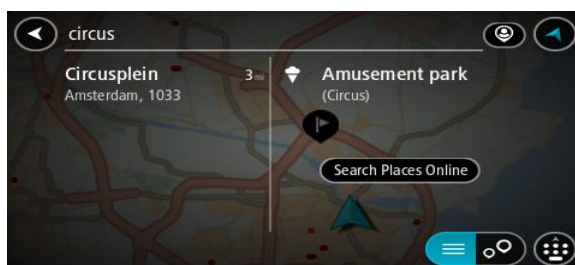 circus
Circusplein
3 mi
Amsterdam, 1033
Amusement park
(Circus)
Search Places Online